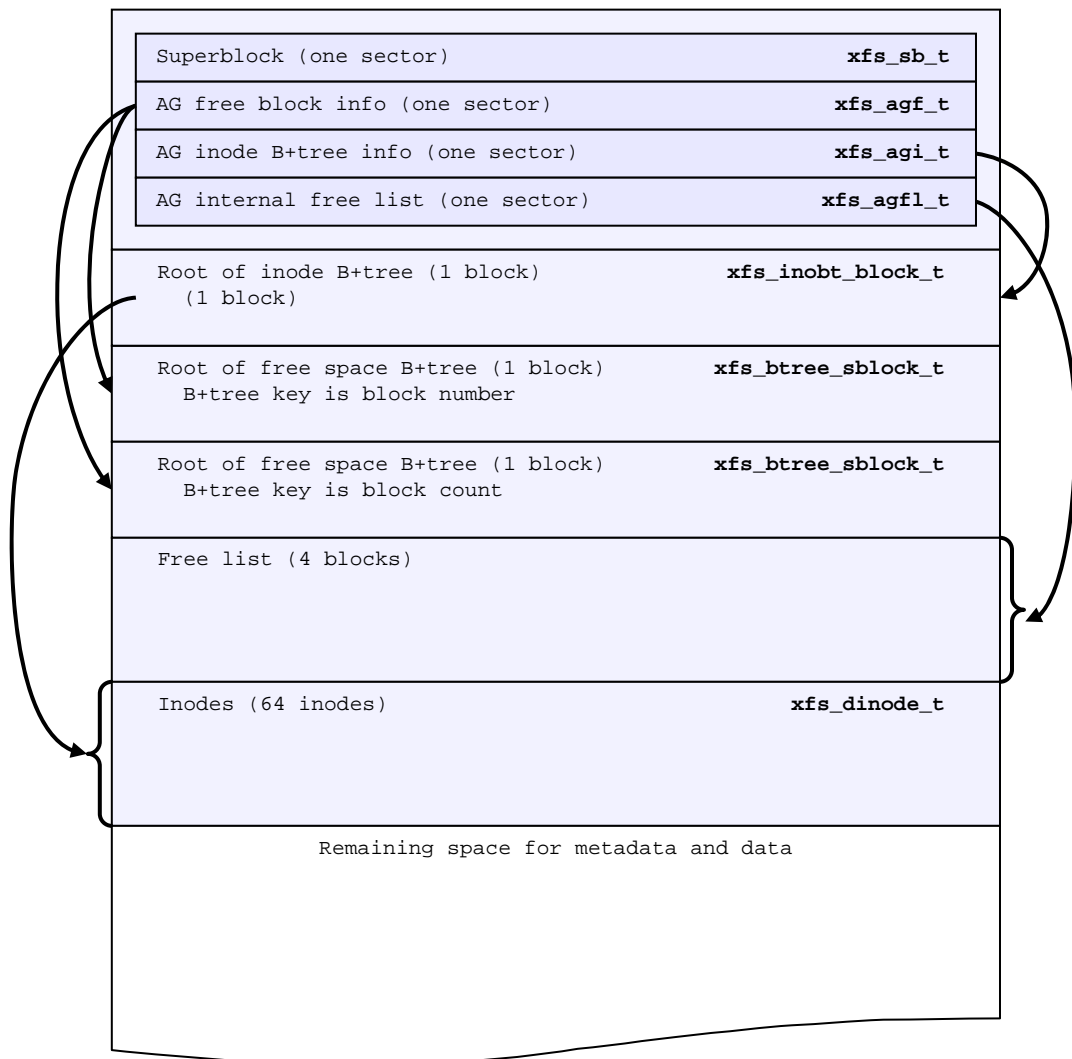 Superblock (one sector) xfs_sb_t
AG free block info (one sector) xfs_agf_t
AG inode B+tree info (one sector) xfs_agi_t
AG internal free list (one sector) xfs_agfl_t
Root of inode B+tree (1 block) xfs_inobt_block_t
(1 block)
Root of free space B+tree (1 block) xfs_btree_sblock_t
B+tree key is block number
Root of free space B+tree (1 block) xfs_btree_sblock_t
B+tree key is block count
Free list (4 blocks)
Inodes (64 inodes) xfs_dinode_t
Remaining space for metadata and data